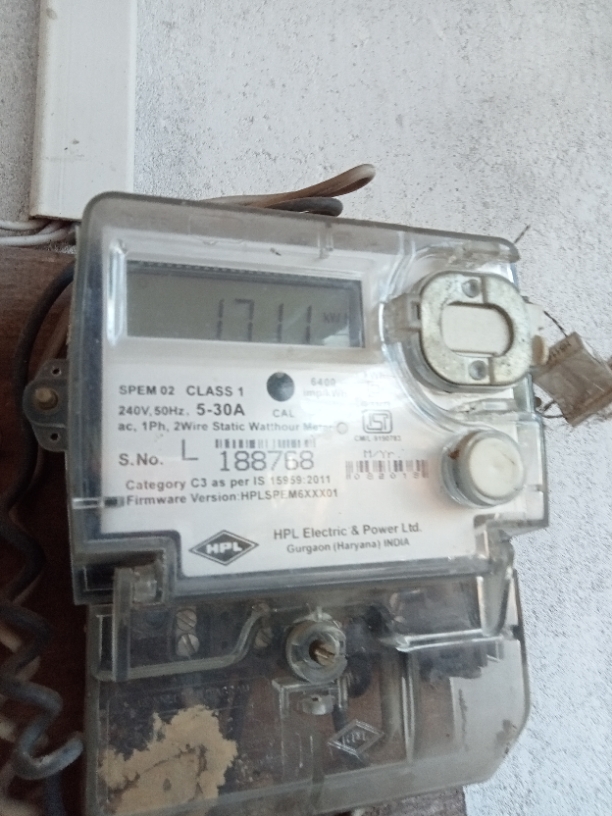 1711
SPEM 02 CLASS 1
240V, 50Hz. 5-30A CAL
ac, 1Ph, 2Wire Static Watthour
S.No. L 188768
M/Yr.
Category C3 as per IS 15959:2011
Firmware Version:HPLSPEM6XXX01
HPL
HPL Electric & Power Ltd.
Gurgaon (Haryana) INDIA